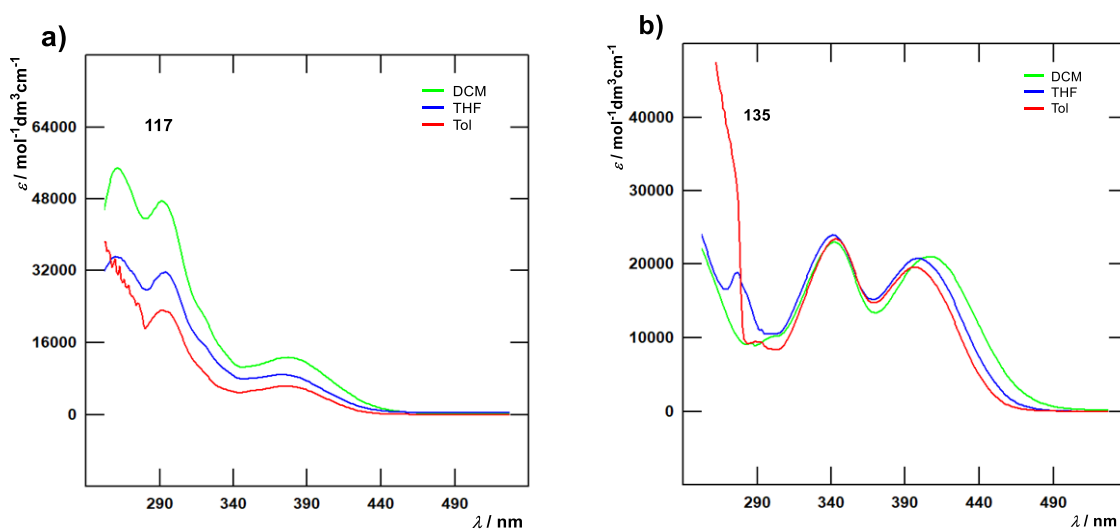 a)
ε / mol⁻¹dm³cm⁻¹
117
DCM
THF
Tol
64000
48000
32000
16000
0
290
340
390
440
490
λ / nm
b)
ε / mol⁻¹dm³cm⁻¹
135
DCM
THF
Tol
40000
30000
20000
10000
0
290
340
390
440
490
λ / nm